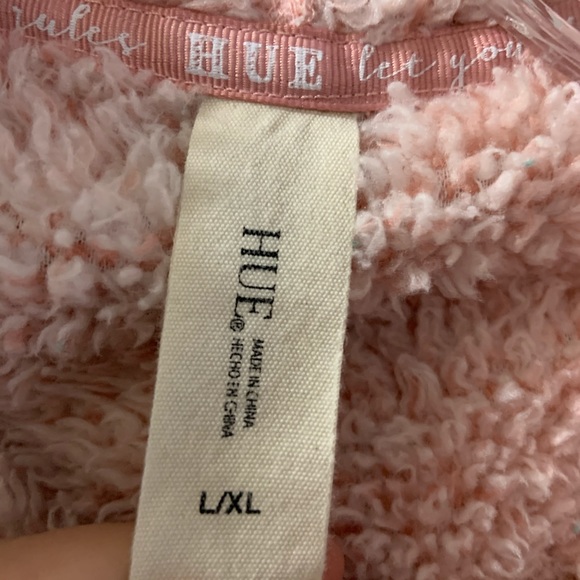 rules HUE let you
HUE®
MADE IN CHINA
HECHO EN CHINA
L/XL